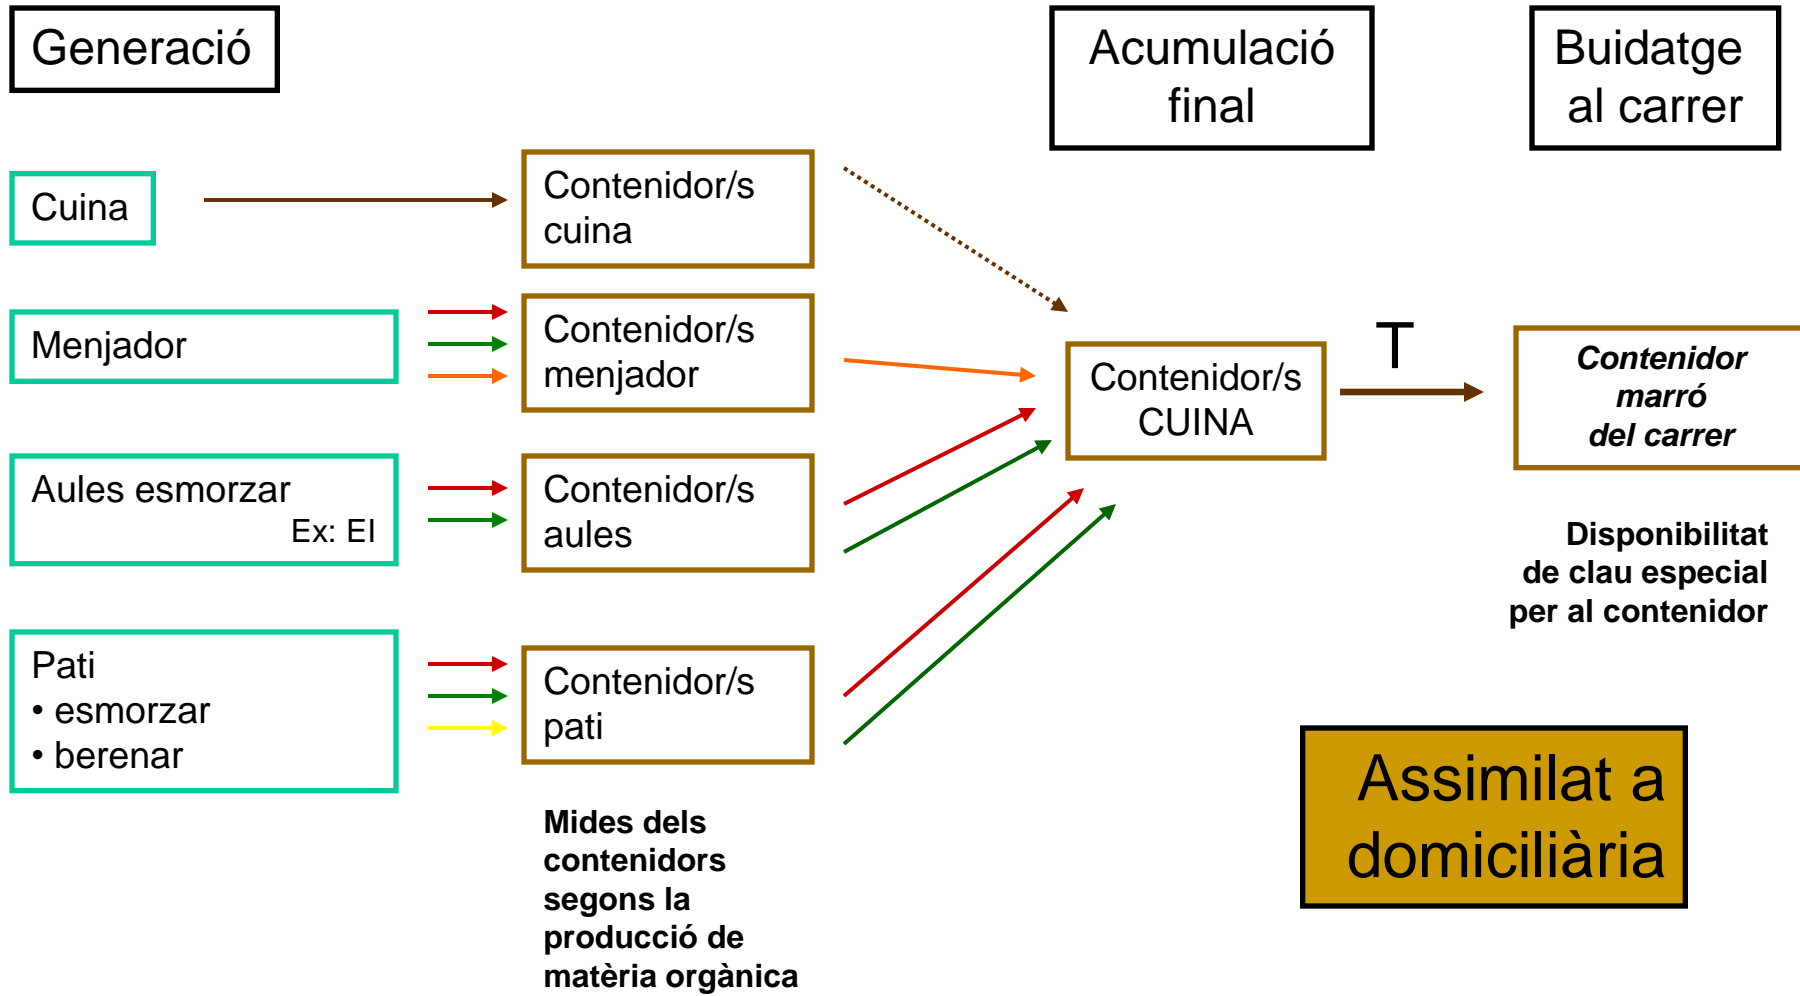 Generació
Acumulació
final
Buidatge
al carrer
Cuina
Contenidor/s
cuina
Menjador
Contenidor/s
menjador
Aules esmorzar
Ex: EI
Contenidor/s
aules
Pati
• esmorzar
• berenar
Contenidor/s
pati
Mides dels
contenidors
segons la
producció de
matèria orgànica
Contenidor/s
CUINA
T
Contenidor
marró
del carrer
Disponibilitat
de clau especial
per al contenidor
Assimilat a
domiciliària